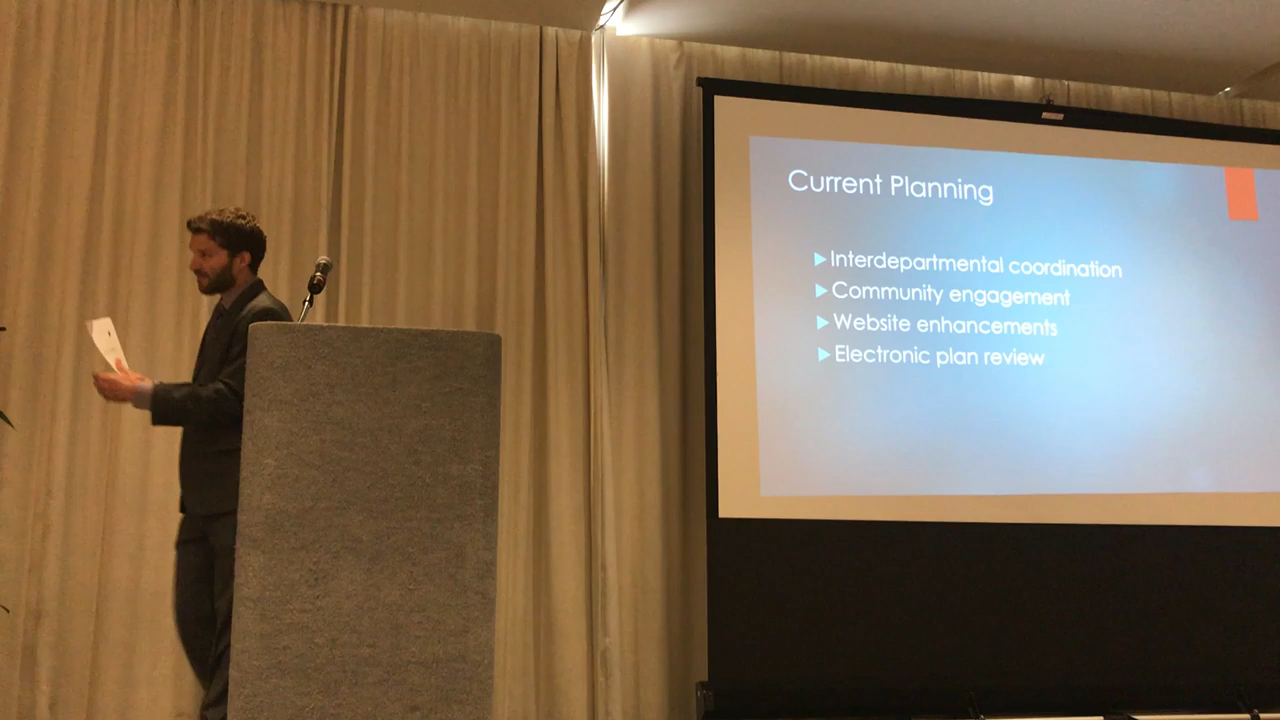 Current Planning
Interdepartmental coordination
Community engagement
Website enhancements
Electronic plan review